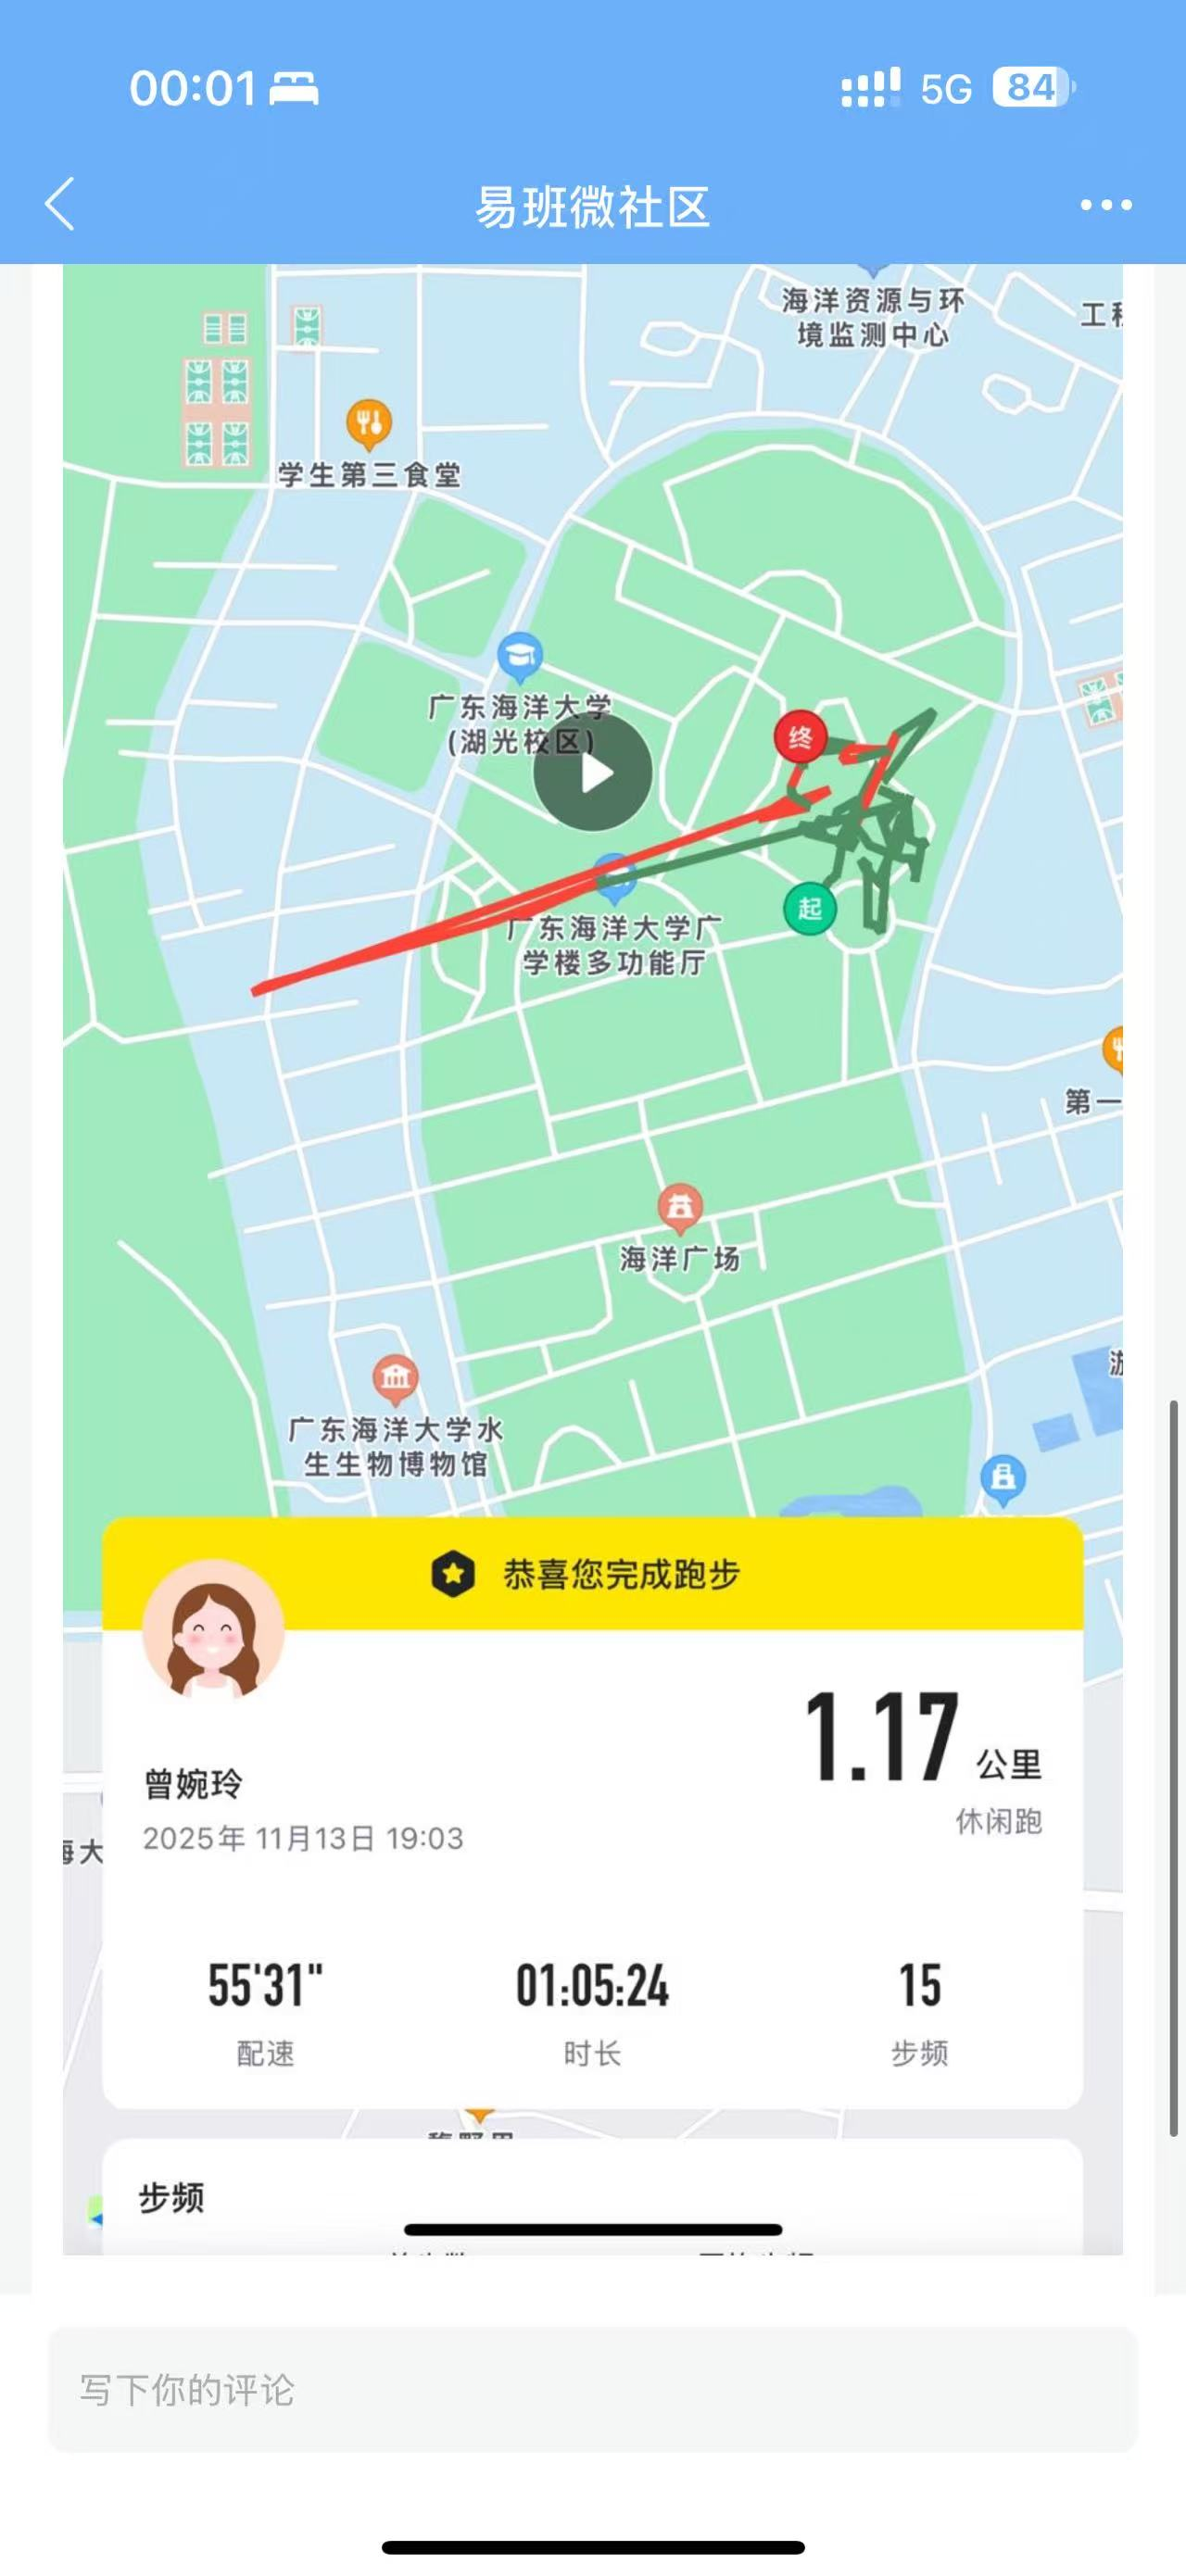 00:01
5G
84
易班微社区
海洋资源与环
境监测中心
学生第三食堂
广东海洋大学
(湖光校区)
终
起
广东海洋大学广
学楼多功能厅
第一
海洋广场
广东海洋大学水
生生物博物馆
恭喜您完成跑步
1.17 公里
曾婉玲
休闲跑
2025年 11月13日 19:03
海大
55'31"
01:05:24
15
配速
时长
步频
步频
写下你的评论